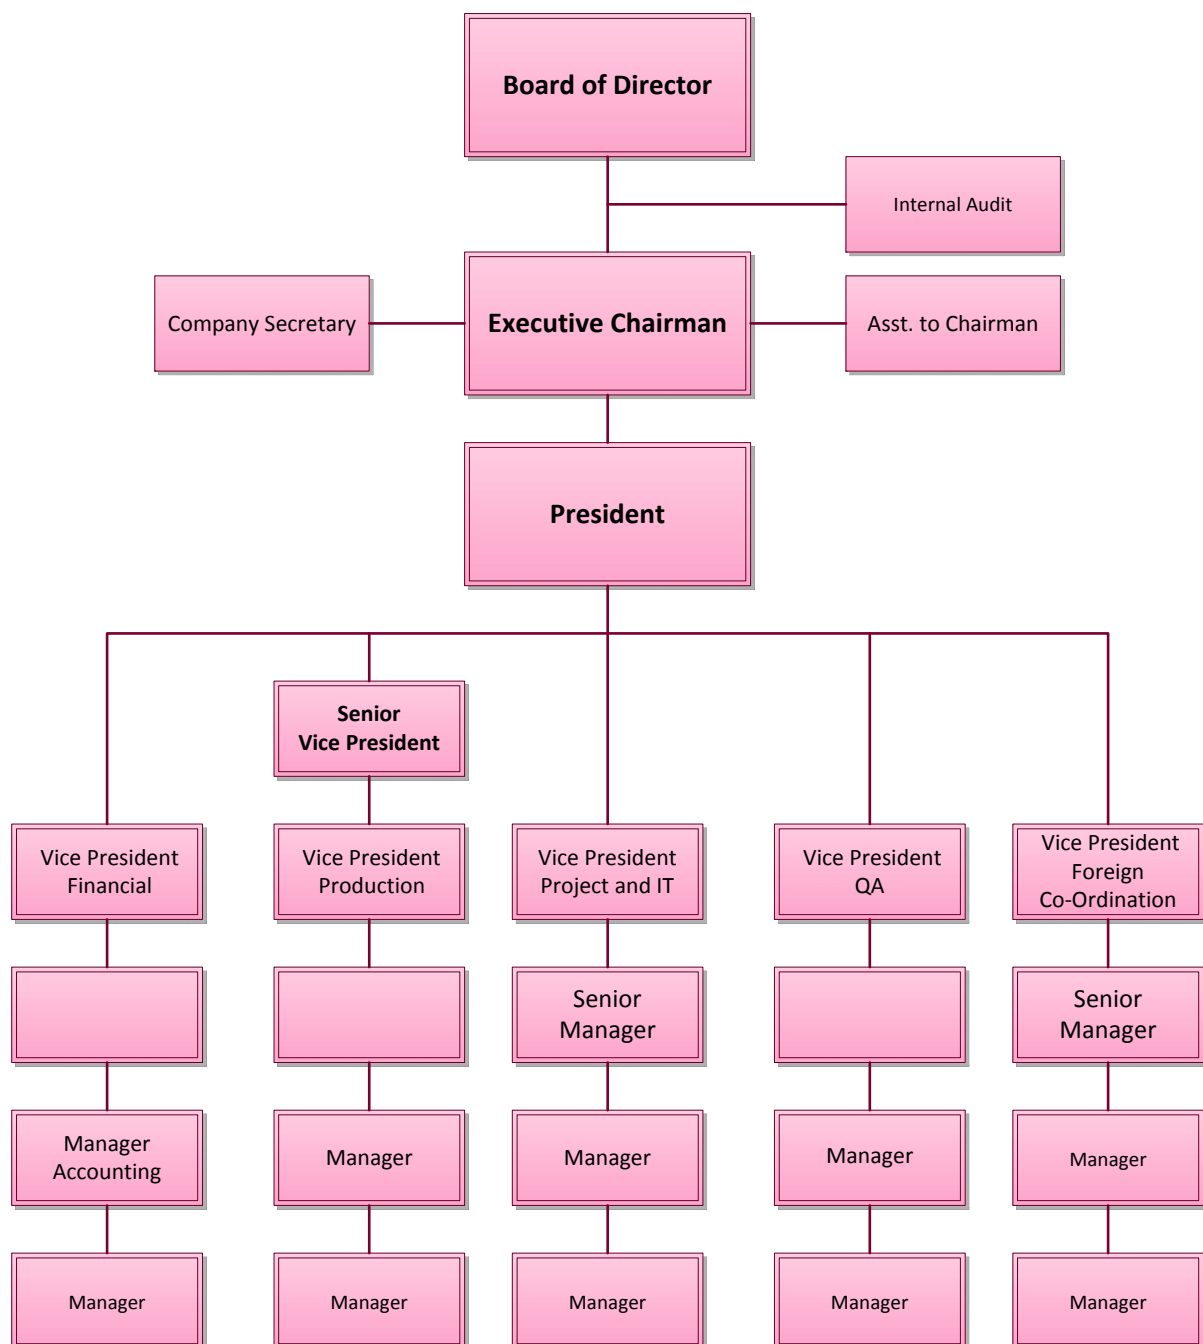 Board of Director
Internal Audit
Company Secretary
Executive Chairman
Asst. to Chairman
President
Senior
Vice President
Vice President
Financial
Vice President
Production
Vice President
Project and IT
Vice President
QA
Vice President
Foreign
Co-Ordination
Senior
Manager
Senior
Manager
Manager
Accounting
Manager
Manager
Manager
Manager
Manager
Manager
Manager
Manager
Manager